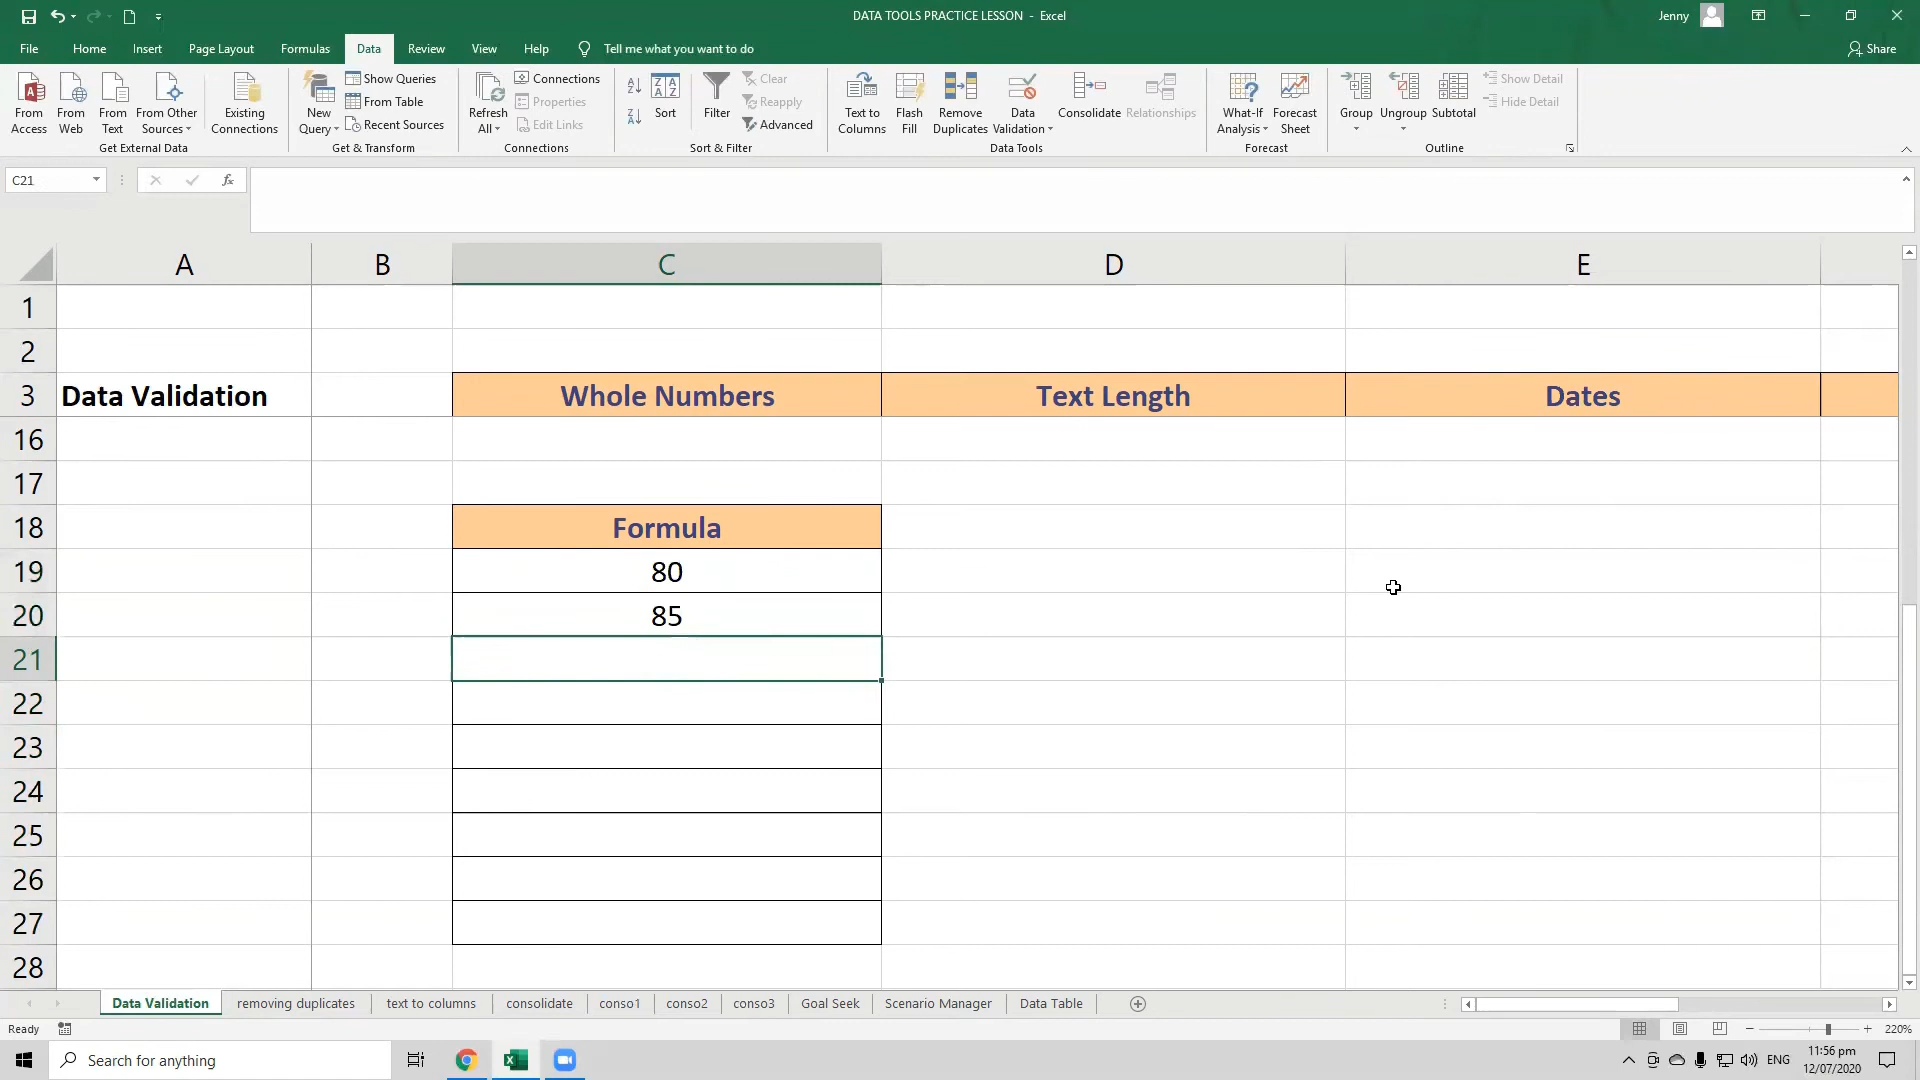 DATA TOOLS PRACTICE LESSON - Excel
Jenny
File Home Insert Page Layout Formulas Data Review View Help Tell me what you want to do Share
From Access
From Web
From Text
From Other Sources
Existing Connections
Get External Data
New Query
Show Queries
From Table
Recent Sources
Get & Transform
Refresh All
Connections
Properties
Edit Links
Connections
Sort
Filter
Clear
Reapply
Advanced
Sort & Filter
Text to Columns
Flash Fill
Remove Duplicates
Data Validation
Consolidate
Relationships
Data Tools
What-If Analysis
Forecast Sheet
Forecast
Group
Ungroup
Subtotal
Show Detail
Hide Detail
Outline
C21
fx
A B C D E
1
2
3 Data Validation Whole Numbers Text Length Dates
16
17
18 Formula
19 80
20 85
21
22
23
24
25
26
27
28
Data Validation removing duplicates text to columns consolidate conso1 conso2 conso3 Goal Seek Scenario Manager Data Table
Ready
220%
Search for anything
ENG
11:56 pm
12/07/2020